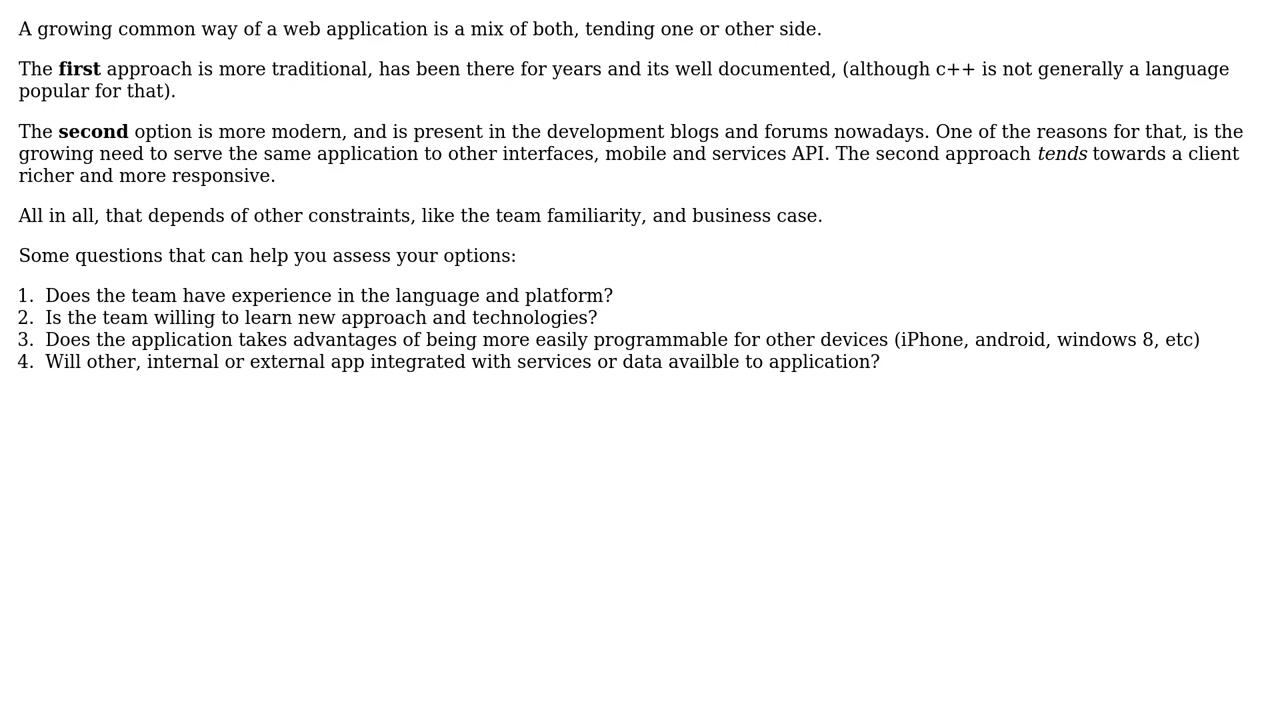 A growing common way of a web application is a mix of both, tending one or other side.
The first approach is more traditional, has been there for years and its well documented, (although c++ is not generally a language
popular for that).
The second option is more modern, and is present in the development blogs and forums nowadays. One of the reasons for that, is the
growing need to serve the same application to other interfaces, mobile and services API. The second approach tends towards a client
richer and more responsive.
All in all, that depends of other constraints, like the team familiarity, and business case.
Some questions that can help you assess your options:
1. Does the team have experience in the language and platform?
2. Is the team willing to learn new approach and technologies?
3. Does the application takes advantages of being more easily programmable for other devices (iPhone, android, windows 8, etc)
4. Will other, internal or external app integrated with services or data availble to application?